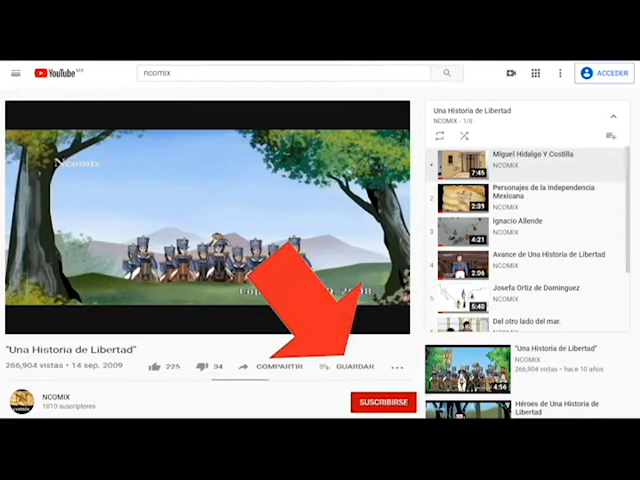 YouTube MX
ncomix
ACCEDER
Ncomix
"Una Historia de Libertad"
266,904 vistas • 14 sep. 2009
225
34
COMPARTIR
GUARDAR
NCOMIX
1810 suscriptores
SUSCRIBIRSE
Una Historia de Libertad
NCOMIX - 1/8
Miguel Hidalgo Y Costilla
NCOMIX
7:45
2
Personajes de la Independencia
Mexicana
NCOMIX
2:39
3
Ignacio Allende
NCOMIX
4:21
4
Avance de Una Historia de Libertad
NCOMIX
2:06
5
Josefa Ortiz de Dominguez
NCOMIX
5:40
Del otro lado del mar.
"Una Historia de Libertad"
NCOMIX
266,904 vistas • hace 10 años
4:56
Héroes de Una Historia de
Libertad